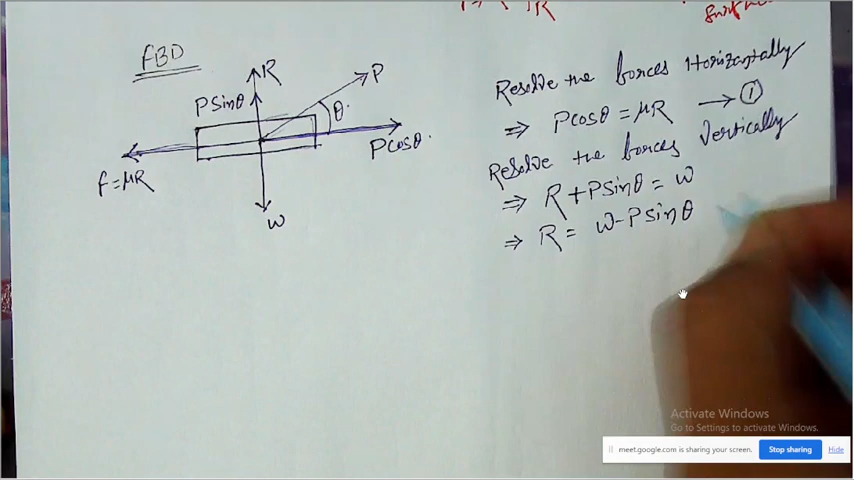 FBD
R
P
Psinθ
θ
Pcosθ.
F=μR
W
Resolve the forces Horizontally
⇒ Pcosθ = μR → ①
Resolve the forces Vertically
⇒ R + Psinθ = W
⇒ R = W - Psinθ
Activate Windows
Go to Settings to activate Windows.
meet.google.com is sharing your screen.
Stop sharing
Hide